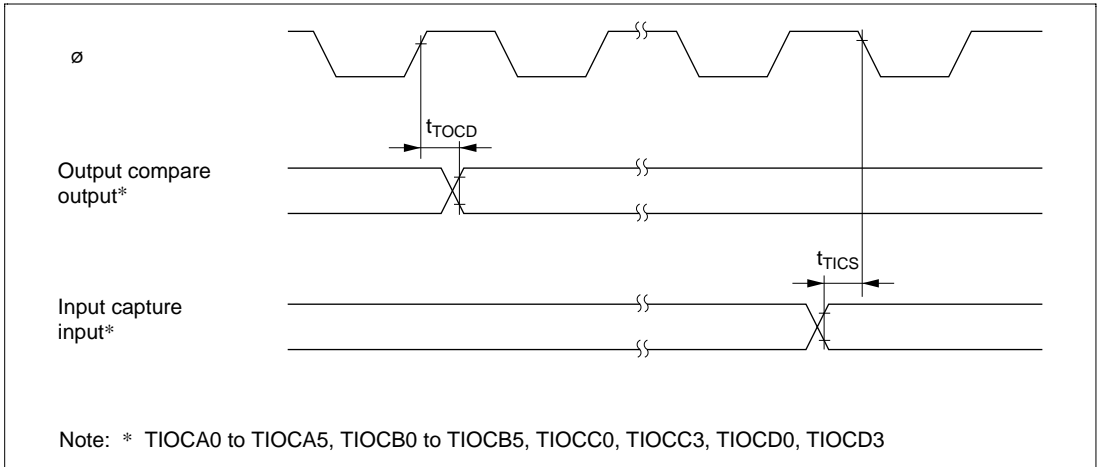 ø
tTOCD
Output compare
output*
tTICS
Input capture
input*
Note: * TIOCA0 to TIOCA5, TIOCB0 to TIOCB5, TIOCC0, TIOCC3, TIOCD0, TIOCD3